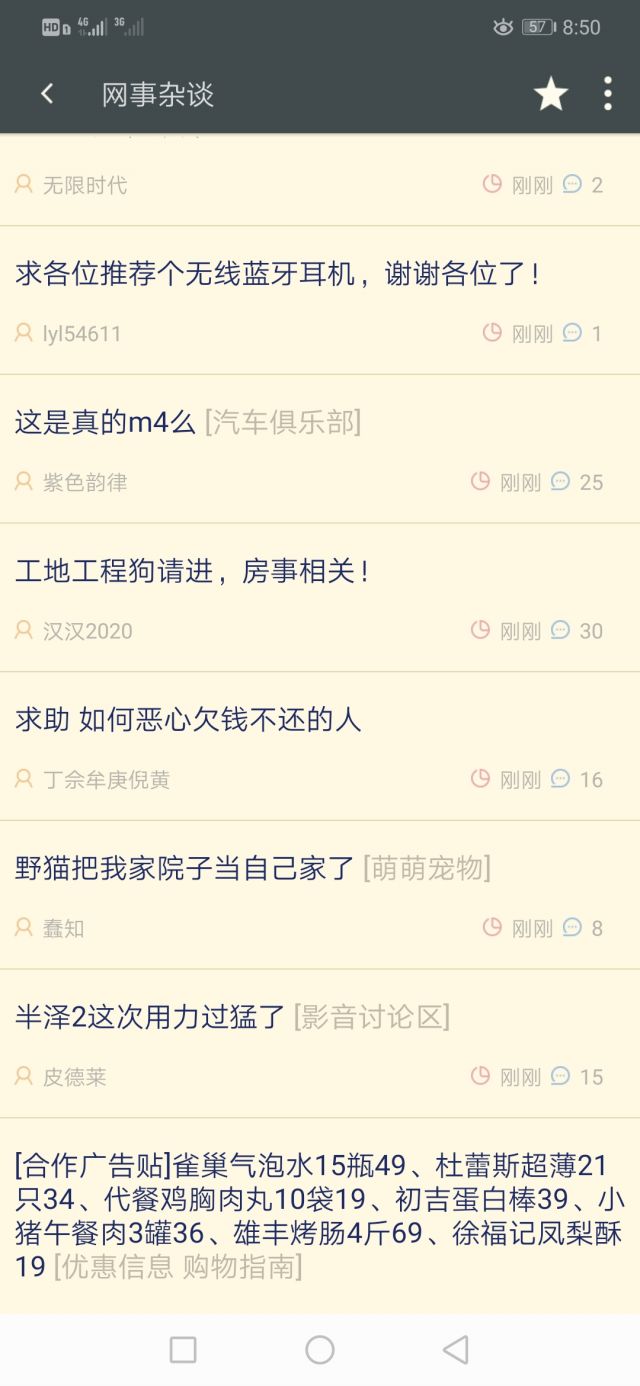 HD 1 4G 3G 57 8:50
网事杂谈
无限时代 刚刚 2
求各位推荐个无线蓝牙耳机，谢谢各位了！
lyl54611 刚刚 1
这是真的m4么 [汽车俱乐部]
紫色韵律 刚刚 25
工地工程狗请进，房事相关！
汉汉2020 刚刚 30
求助 如何恶心欠钱不还的人
丁佘牟庚倪黄 刚刚 16
野猫把我家院子当自己家了 [萌萌宠物]
蠢知 刚刚 8
半泽2这次用力过猛了 [影音讨论区]
皮德莱 刚刚 15
[合作广告贴]雀巢气泡水15瓶49、杜蕾斯超薄21
只34、代餐鸡胸肉丸10袋19、初吉蛋白棒39、小
猪午餐肉3罐36、雄丰烤肠4斤69、徐福记凤梨酥
19 [优惠信息 购物指南]